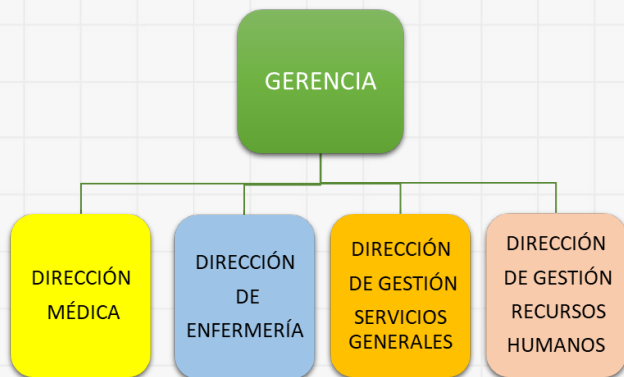 GERENCIA
DIRECCIÓN
MÉDICA
DIRECCIÓN
DE
ENFERMERÍA
DIRECCIÓN
DE GESTIÓN
SERVICIOS
GENERALES
DIRECCIÓN
DE GESTIÓN
RECURSOS
HUMANOS